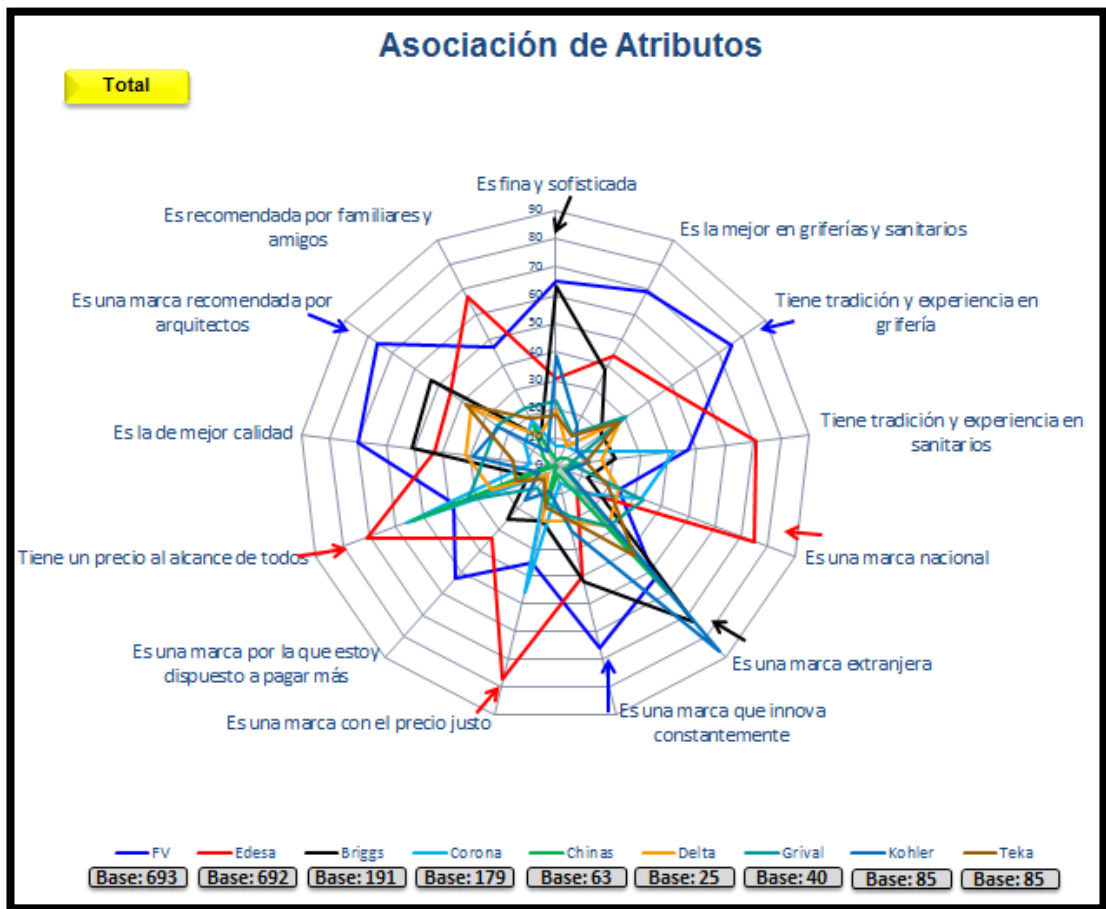 Asociación de Atributos
Total
Es fina y sofisticada
Es recomendada por familiares y
amigos
Es la mejor en griferías y sanitarios
Es una marca recomendada por
arquitectos
Tiene tradición y experiencia en
grifería
Es la de mejor calidad
Tiene tradición y experiencia en
sanitarios
Tiene un precio al alcance de todos
Es una marca nacional
Es una marca por la que estoy
dispuesto a pagar más
Es una marca extranjera
Es una marca con el precio justo
Es una marca que innova
constantemente
90
80
70
60
50
40
30
20
10
0
FV Edesa Briggs Corona Chinas Delta Grival Kohler Teka
Base: 693 Base: 692 Base: 191 Base: 179 Base: 63 Base: 25 Base: 40 Base: 85 Base: 85